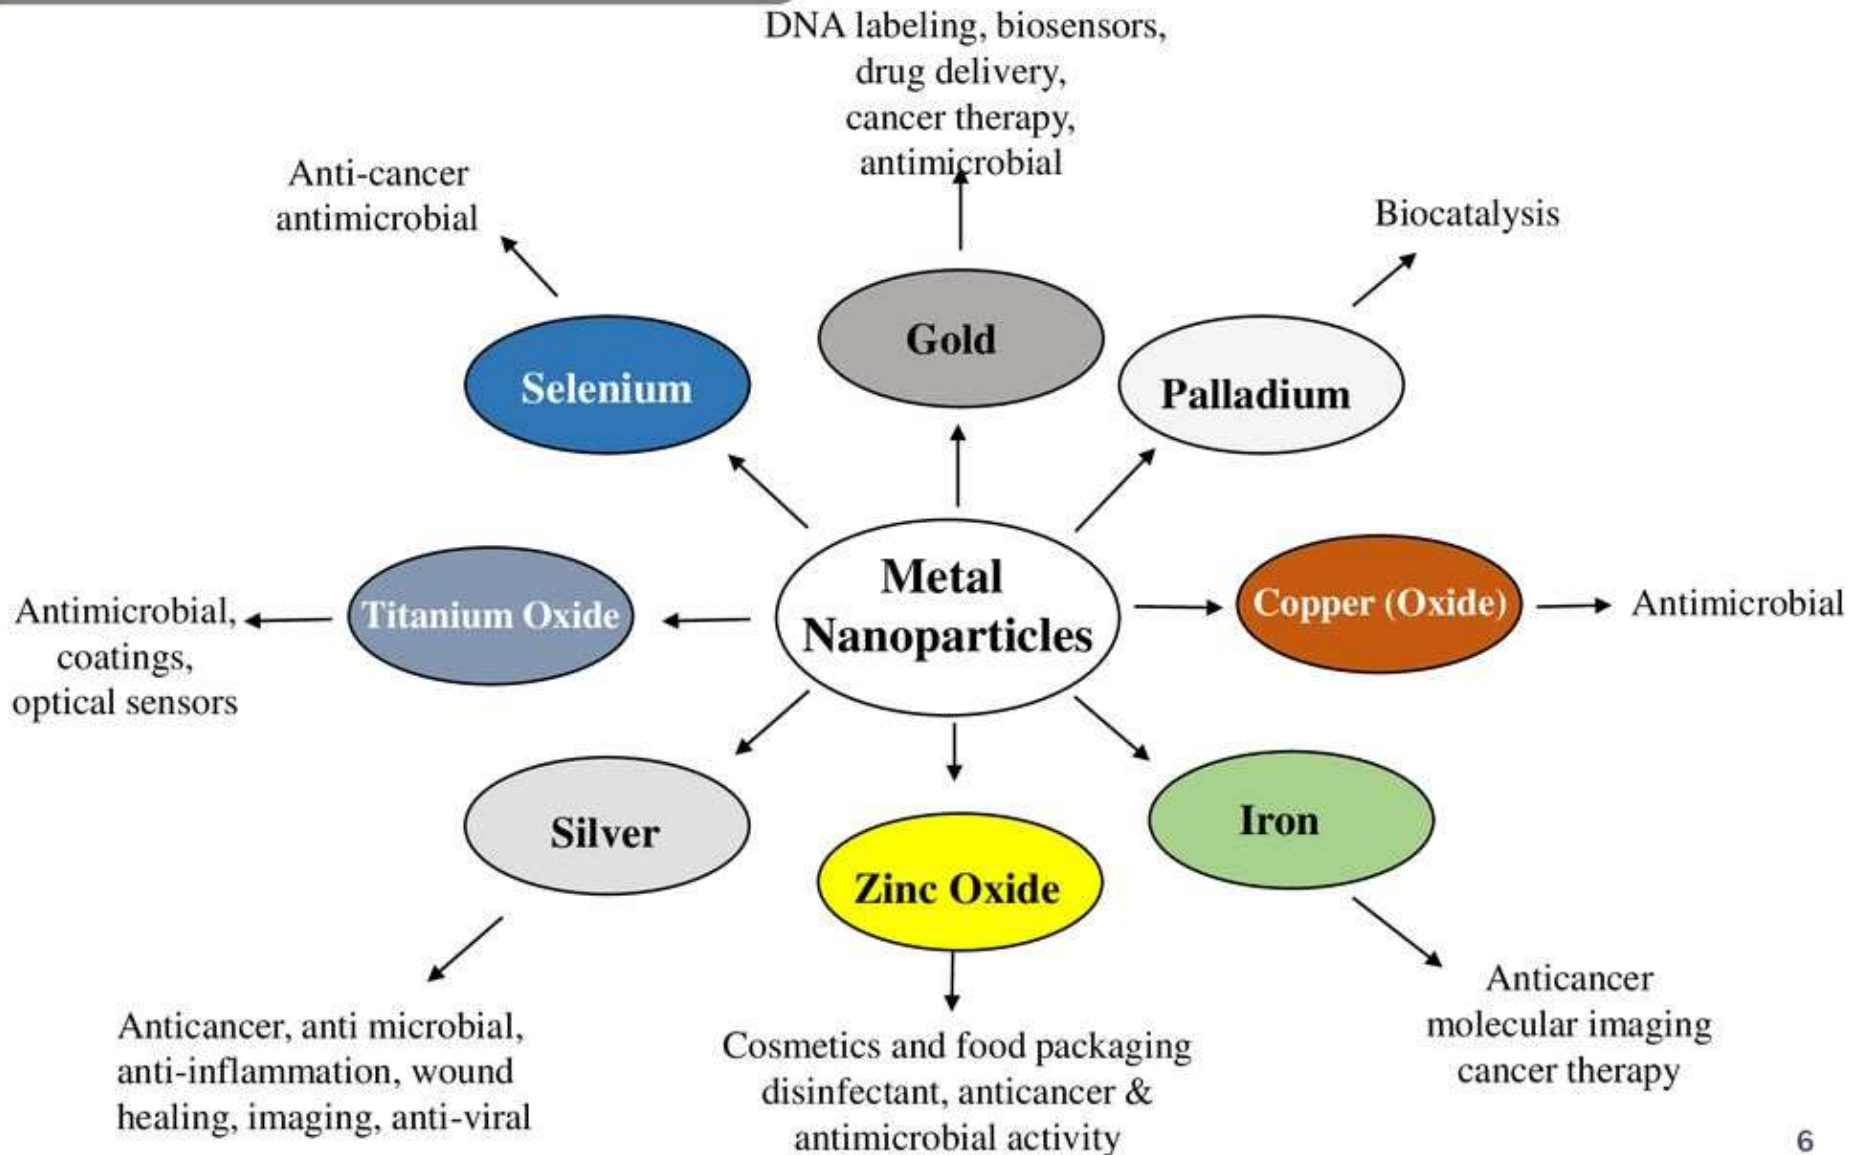 DNA labeling, biosensors,
drug delivery,
cancer therapy,
antimicrobial
Anti-cancer
antimicrobial
Biocatalysis
Gold
Selenium
Palladium
Metal
Nanoparticles
Titanium Oxide
Copper (Oxide)
Antimicrobial,
coatings,
optical sensors
Antimicrobial
Silver
Zinc Oxide
Iron
Anticancer, anti microbial,
anti-inflammation, wound
healing, imaging, anti-viral
Cosmetics and food packaging
disinfectant, anticancer &
antimicrobial activity
Anticancer
molecular imaging
cancer therapy
6